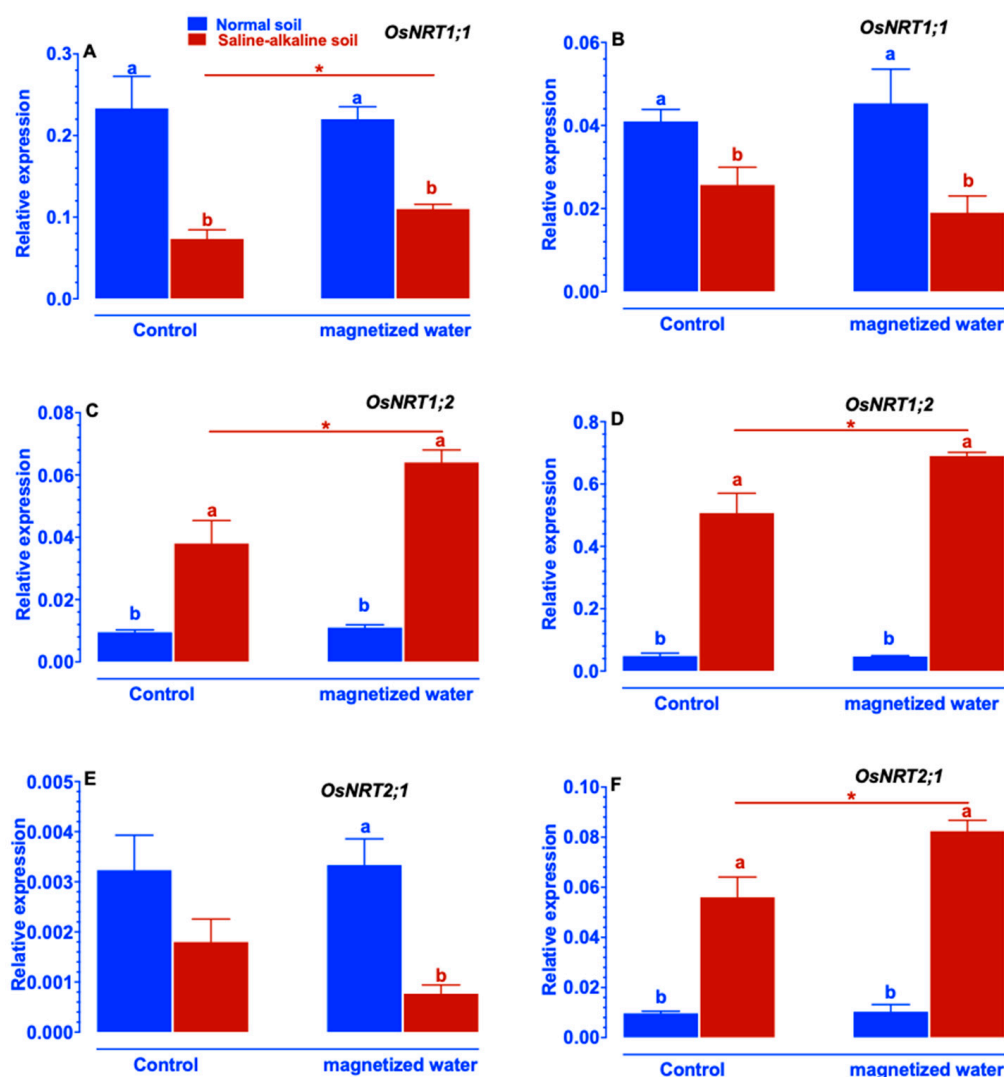 Normal soil
Saline-alkaline soil
A
OsNRT1;1
Relative expression
0.3
0.2
0.1
0.0
a
b
*
a
b
Control
magnetized water
B
OsNRT1;1
Relative expression
0.06
0.04
0.02
0.00
a
b
a
b
Control
magnetized water
C
OsNRT1;2
Relative expression
0.08
0.06
0.04
0.02
0.00
b
a
*
b
a
Control
magnetized water
D
OsNRT1;2
Relative expression
0.8
0.6
0.4
0.2
0.0
b
a
*
b
a
Control
magnetized water
E
OsNRT2;1
Relative expression
0.005
0.004
0.003
0.002
0.001
0.000
a
b
Control
magnetized water
F
OsNRT2;1
Relative expression
0.10
0.08
0.06
0.04
0.02
0.00
b
a
*
b
a
Control
magnetized water